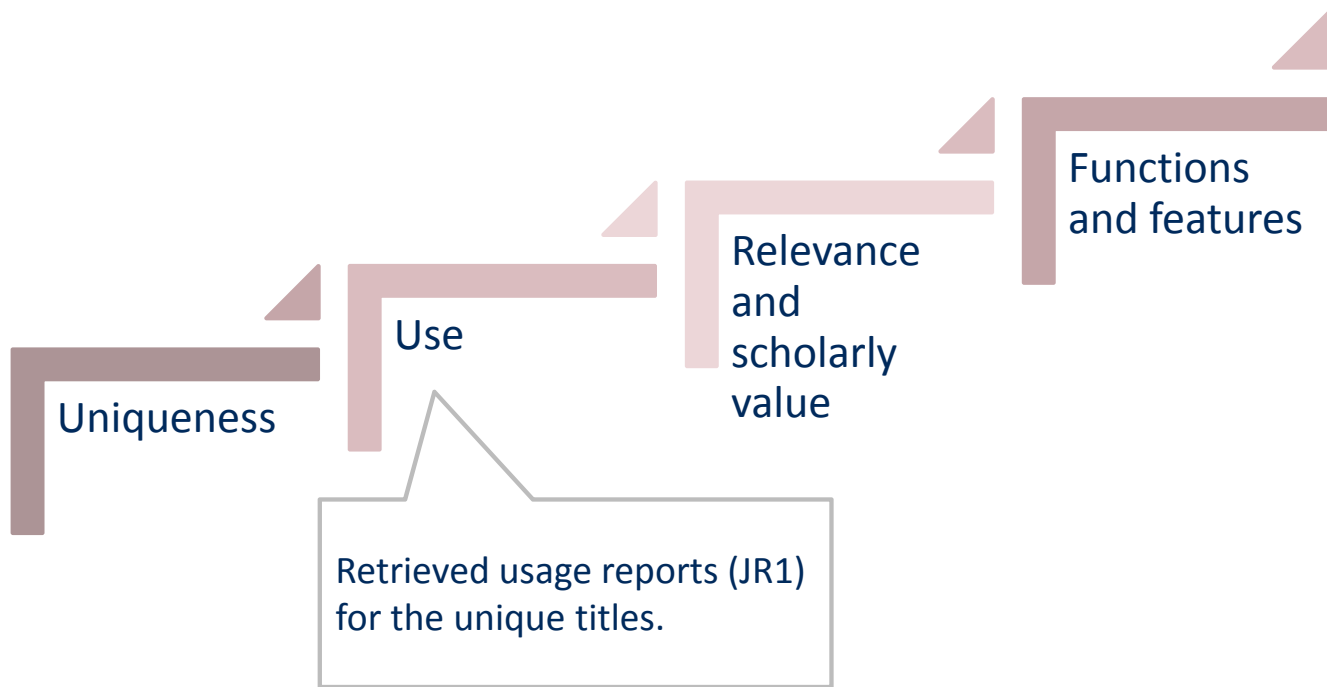 Uniqueness
Use
Relevance
and
scholarly
value
Functions
and features
Retrieved usage reports (JR1)
for the unique titles.